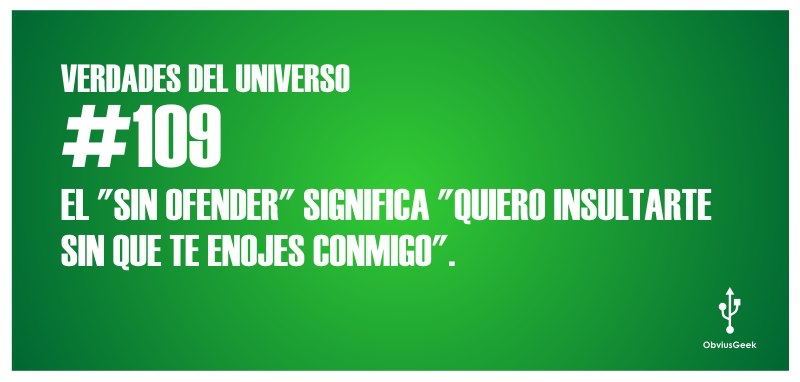 VERDADES DEL UNIVERSO
#109
EL "SIN OFENDER" SIGNIFICA "QUIERO INSULTARTE
SIN QUE TE ENOJES CONMIGO".
ObviusGeek